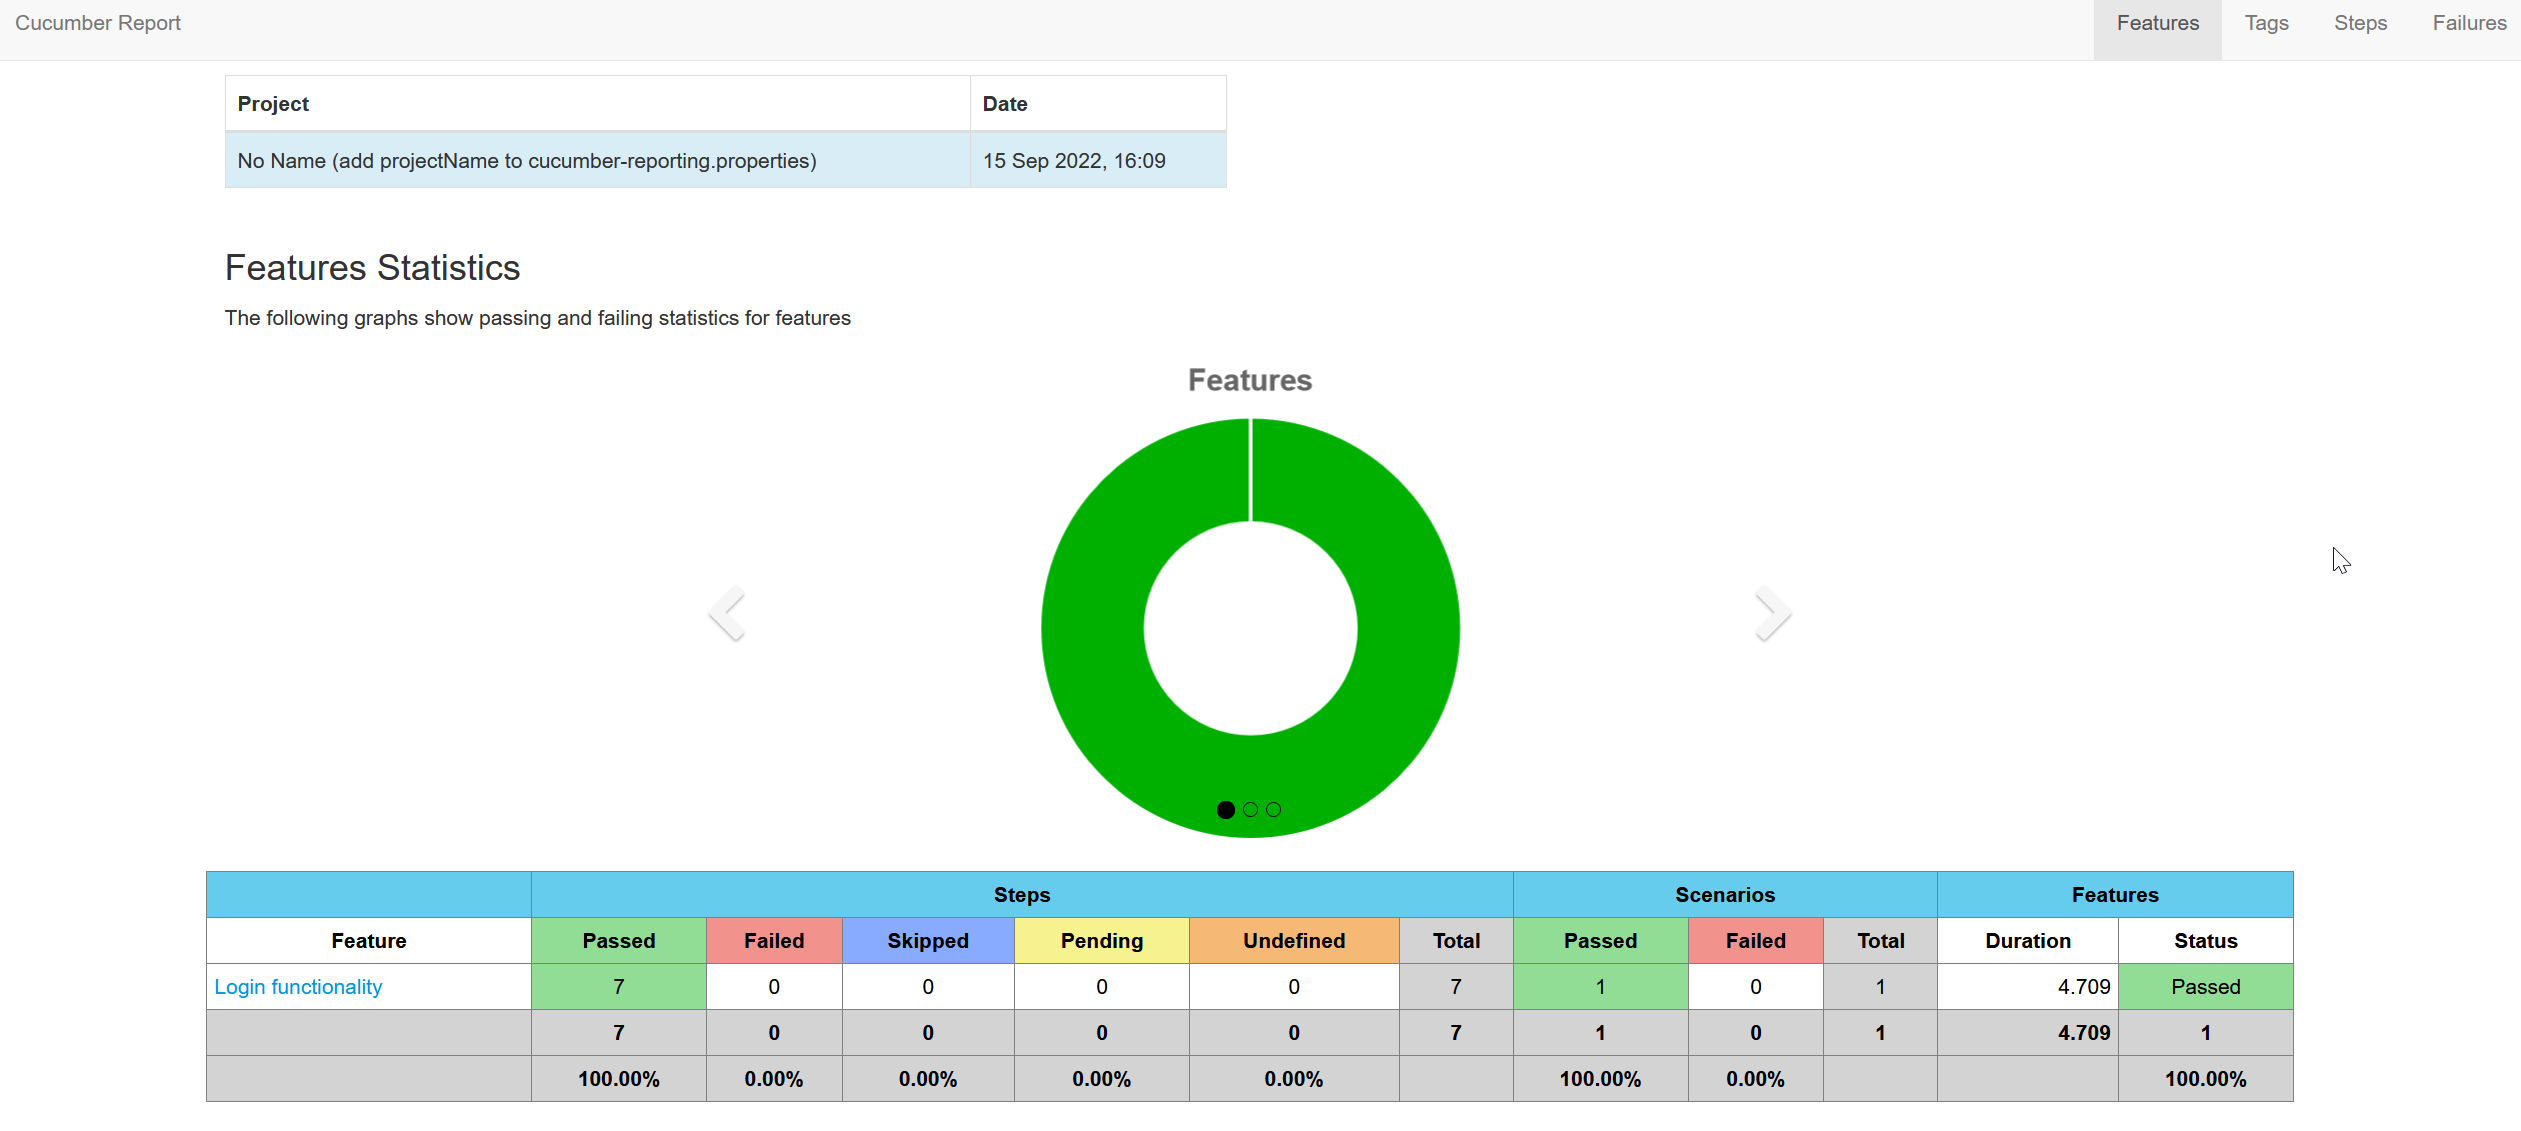 Cucumber Report Features Tags Steps Failures
Project Date
No Name (add projectName to cucumber-reporting.properties) 15 Sep 2022, 16:09
Features Statistics
The following graphs show passing and failing statistics for features
Features
Steps Scenarios Features
Feature Passed Failed Skipped Pending Undefined Total Passed Failed Total Duration Status
Login functionality 7 0 0 0 0 7 1 0 1 4.709 Passed
7 0 0 0 0 7 1 0 1 4.709 1
100.00% 0.00% 0.00% 0.00% 0.00% 100.00% 0.00% 100.00%